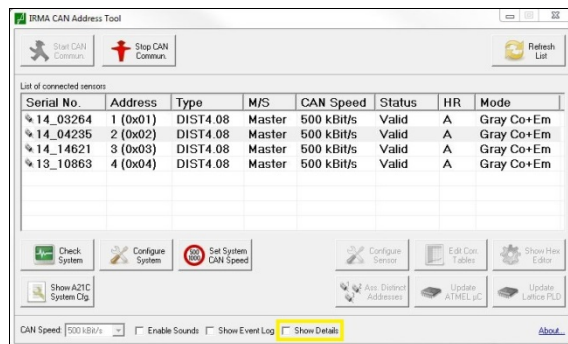 IRMA CAN Address Tool
Start CAN Commun.
Stop CAN Commun.
Refresh List
List of connected sensors
Serial No. Address Type M/S CAN Speed Status HR Mode
14_03264 1 (0x01) DIST4.08 Master 500 kBit/s Valid A Gray Co+Em
14_04235 2 (0x02) DIST4.08 Master 500 kBit/s Valid A Gray Co+Em
14_14621 3 (0x03) DIST4.08 Master 500 kBit/s Valid A Gray Co+Em
13_10863 4 (0x04) DIST4.08 Master 500 kBit/s Valid A Gray Co+Em
Check System
Configure System
500 1000
Set System CAN Speed
Configure Sensor
Edit Con. Tables
Show Hex Editor
Show A21C System Cfg.
Ass. Distinct Addresses
Update ATMEL µC
Update Lattice PLD
CAN Speed: 500 kBit/s Enable Sounds Show Event Log Show Details About...